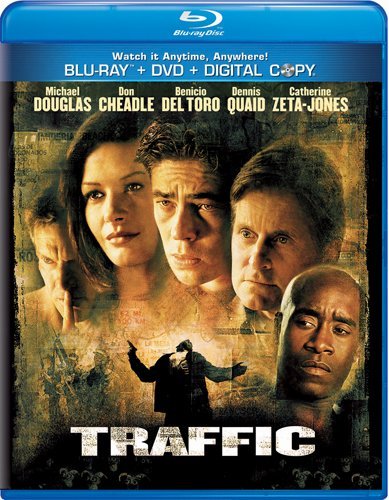 Blu-ray Disc
Watch it Anytime, Anywhere!
BLU-RAY™ + DVD + DIGITAL COPY
Michael DOUGLAS
Don CHEADLE
Benicio DEL TORO
Dennis QUAID
Catherine ZETA-JONES
TRAFFIC